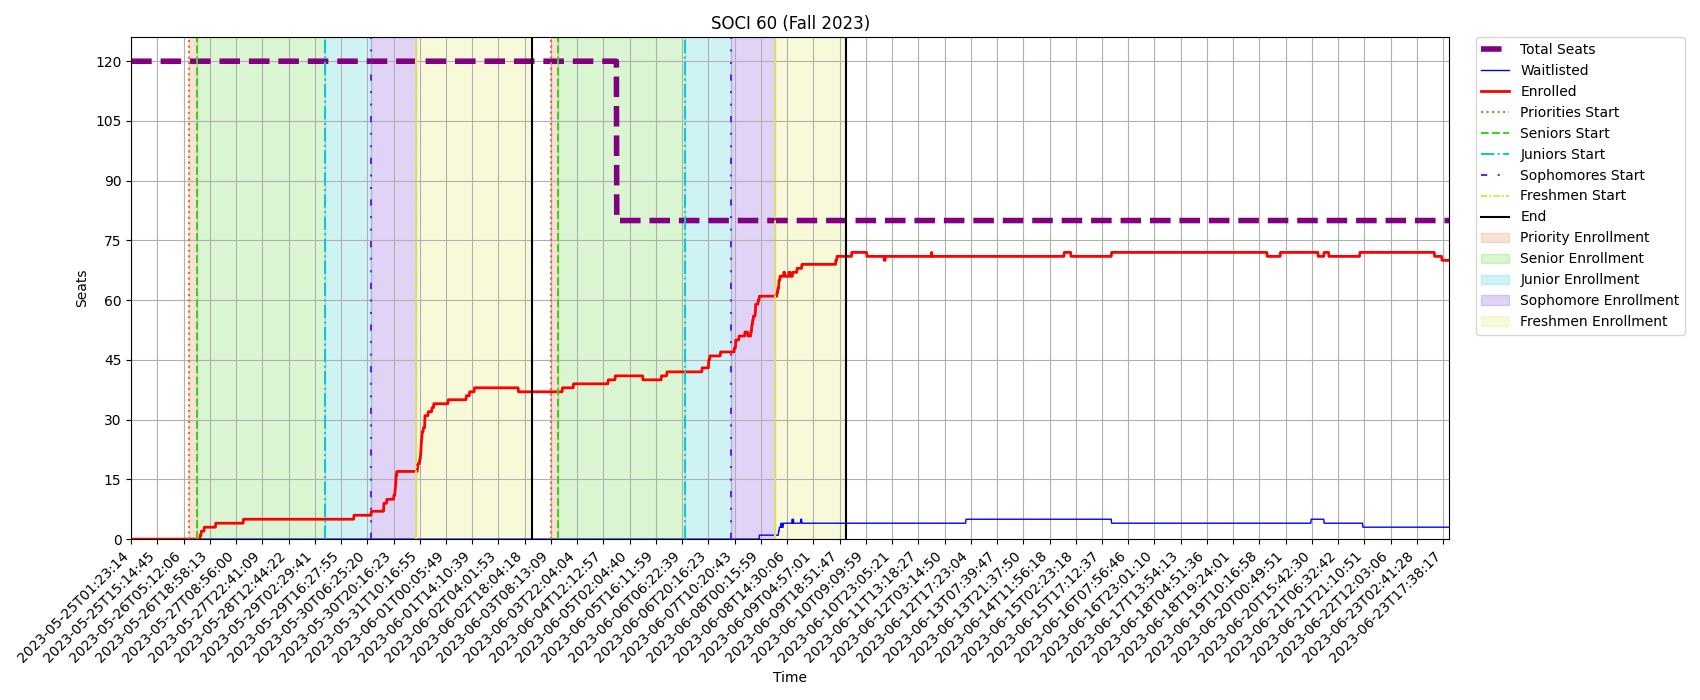 SOCI 60 (Fall 2023)
Total Seats
Waitlisted
Enrolled
Priorities Start
Seniors Start
Juniors Start
Sophomores Start
Freshmen Start
End
Priority Enrollment
Senior Enrollment
Junior Enrollment
Sophomore Enrollment
Freshmen Enrollment
Seats
120
105
90
75
60
45
30
15
0
2023-05-25T01:23:14
2023-05-25T15:14:45
2023-05-26T05:12:06
2023-05-26T18:58:13
2023-05-27T08:56:00
2023-05-27T22:41:09
2023-05-28T12:44:22
2023-05-29T02:29:41
2023-05-29T16:27:55
2023-05-30T06:25:20
2023-05-30T20:16:23
2023-05-31T10:16:55
2023-06-01T00:05:49
2023-06-01T14:10:39
2023-06-02T04:01:53
2023-06-02T18:04:18
2023-06-03T08:13:09
2023-06-03T22:04:04
2023-06-04T12:12:57
2023-06-05T02:04:40
2023-06-05T16:11:59
2023-06-06T06:22:39
2023-06-06T20:16:23
2023-06-07T10:20:43
2023-06-08T00:15:59
2023-06-08T14:30:06
2023-06-09T04:57:01
2023-06-09T18:51:47
2023-06-10T09:09:59
2023-06-10T23:05:21
2023-06-11T13:18:27
2023-06-12T03:14:50
2023-06-12T17:23:04
2023-06-13T07:39:47
2023-06-13T21:37:50
2023-06-14T11:56:18
2023-06-15T02:23:18
2023-06-15T17:12:37
2023-06-16T07:56:46
2023-06-16T23:01:10
2023-06-17T13:54:13
2023-06-18T04:51:36
2023-06-18T19:24:01
2023-06-19T10:16:58
2023-06-20T00:49:51
2023-06-20T15:42:30
2023-06-21T06:32:42
2023-06-21T21:10:51
2023-06-22T12:03:06
2023-06-23T02:41:28
2023-06-23T17:38:17
Time